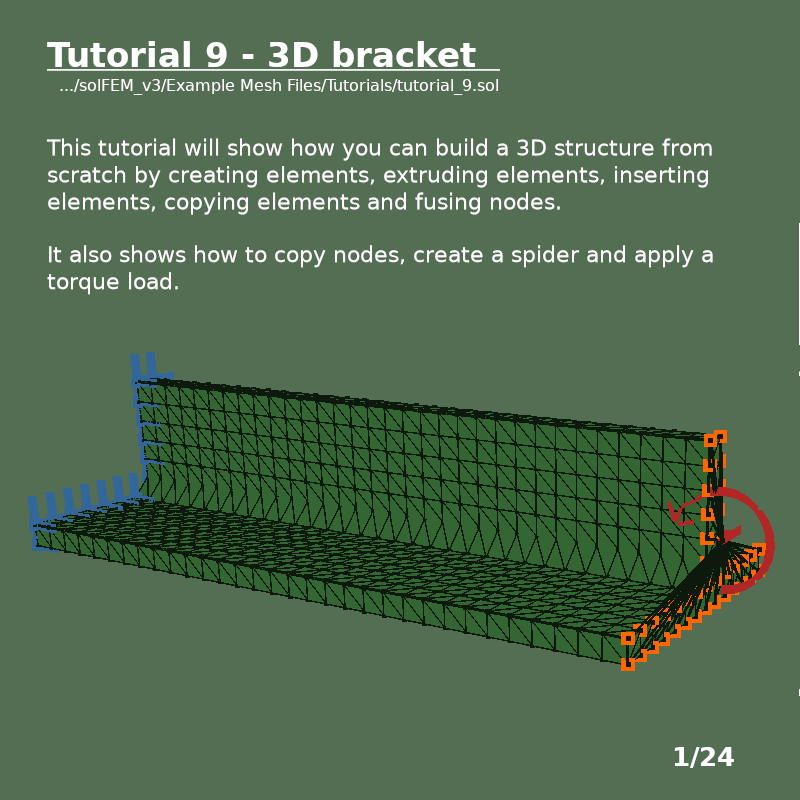 Tutorial 9 - 3D bracket
.../solFEM_v3/Example Mesh Files/Tutorials/tutorial_9.sol
This tutorial will show how you can build a 3D structure from
scratch by creating elements, extruding elements, inserting
elements, copying elements and fusing nodes.
It also shows how to copy nodes, create a spider and apply a
torque load.
1/24